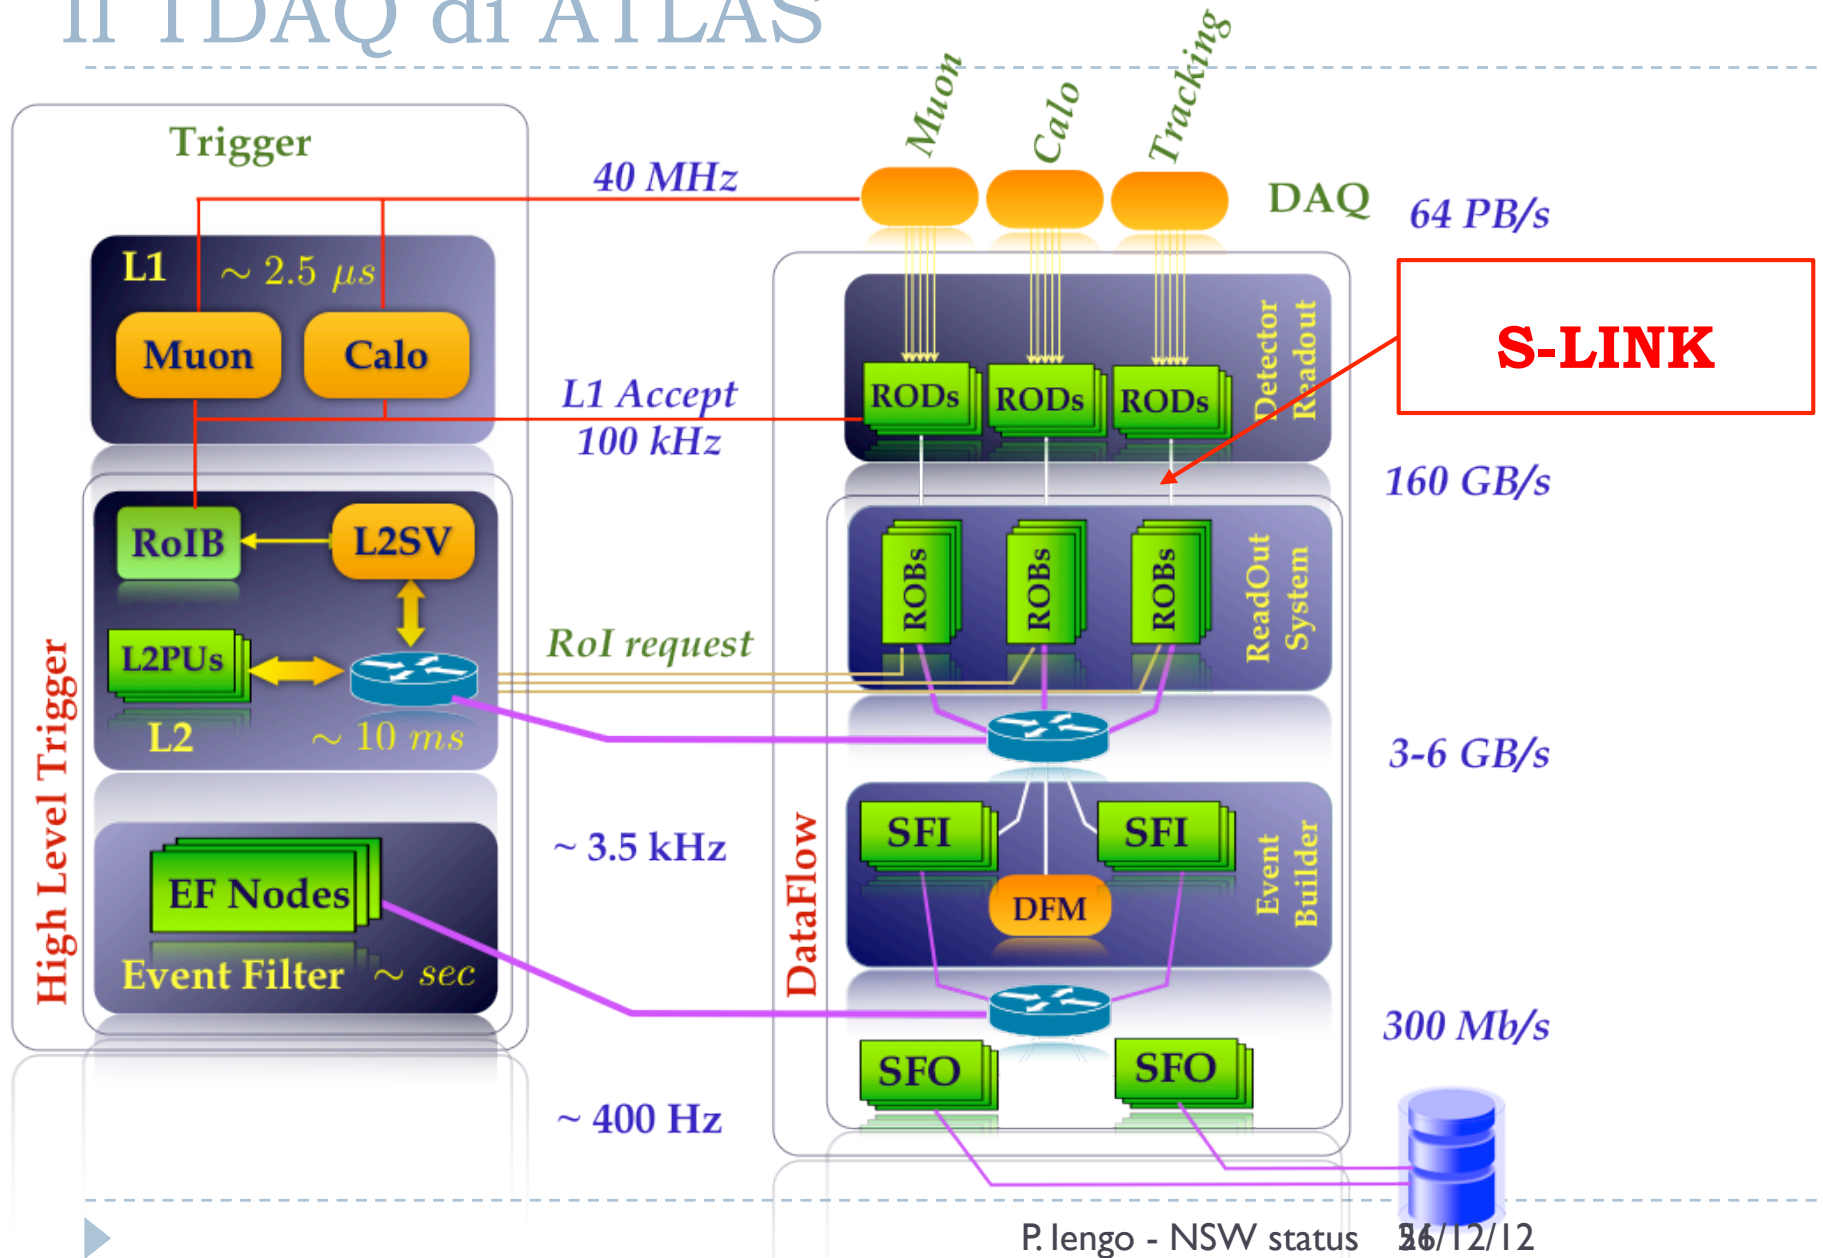 Il TDAQ di ATLAS
Muon
Calo
Tracking
Trigger
40 MHz
DAQ
64 PB/s
L1
~ 2.5 μs
Muon
Calo
L1 Accept
100 kHz
RODs
RODs
RODs
Detector
Readout
S-LINK
160 GB/s
RoIB
L2SV
L2PUs
L2
~ 10 ms
RoI request
ROBs
ROBs
ROBs
ReadOut
System
3-6 GB/s
High Level Trigger
EF Nodes
Event Filter
~ sec
~ 3.5 kHz
DataFlow
SFI
SFI
DFM
Event
Builder
300 Mb/s
SFO
SFO
~ 400 Hz
P. Iengo - NSW status
/12/12